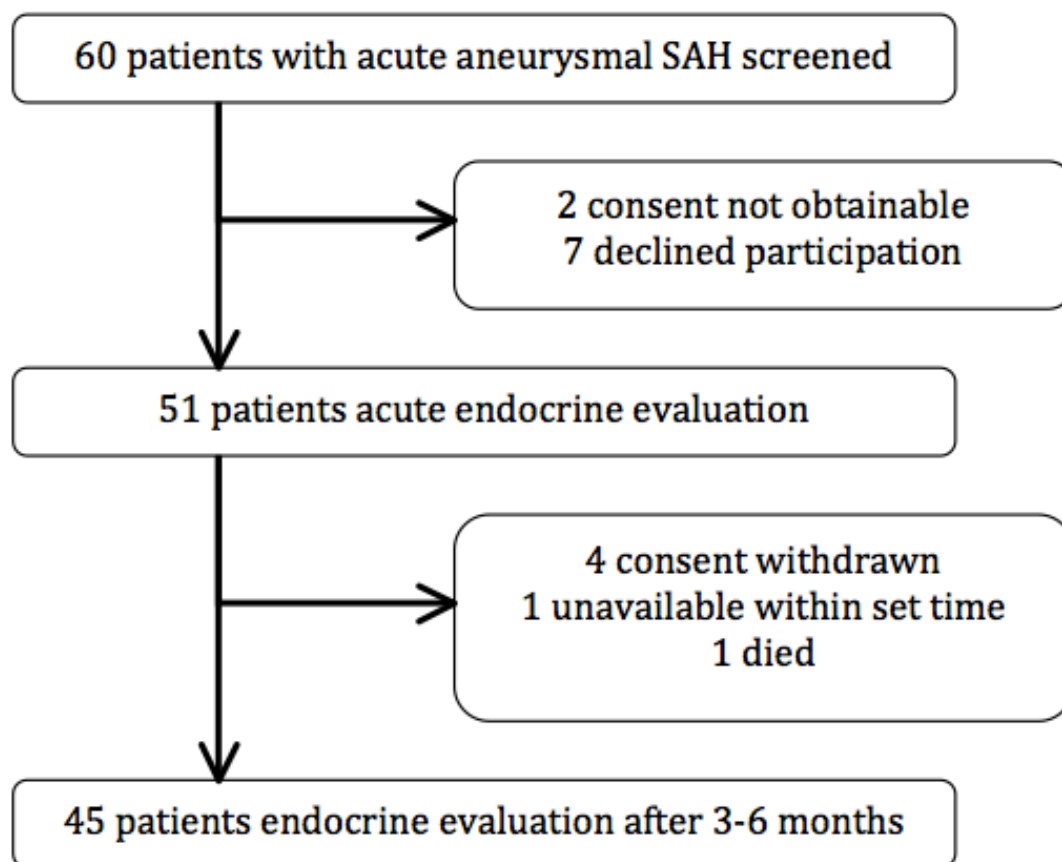 60 patients with acute aneurysmal SAH screened
2 consent not obtainable
7 declined participation
51 patients acute endocrine evaluation
4 consent withdrawn
1 unavailable within set time
1 died
45 patients endocrine evaluation after 3-6 months